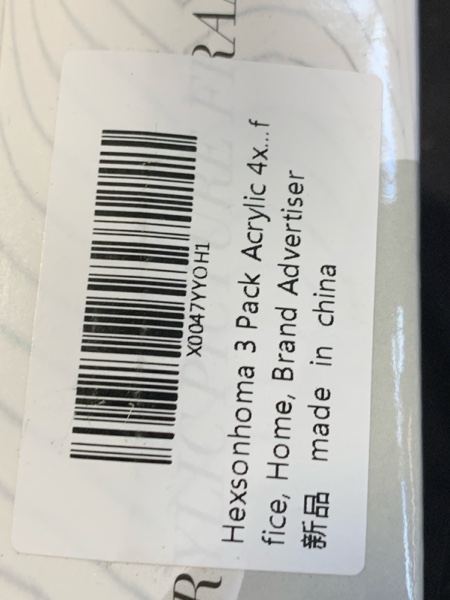 X0047YYOH1
Hexsonhoma 3 Pack Acrylic 4x...f
fice, Home, Brand Advertiser
新品 made in china